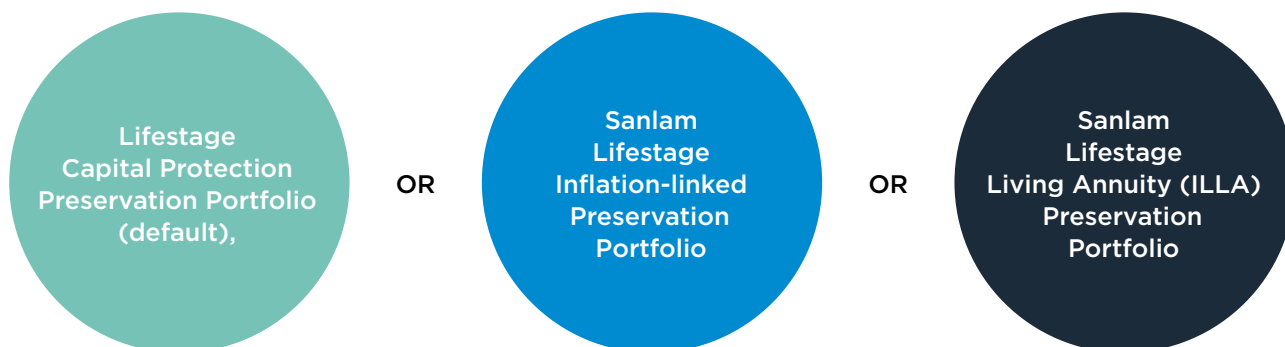 Lifestage
Capital Protection
Preservation Portfolio
(default),
OR
Sanlam
Lifestage
Inflation-linked
Preservation
Portfolio
OR
Sanlam
Lifestage
Living Annuity (ILLA)
Preservation
Portfolio